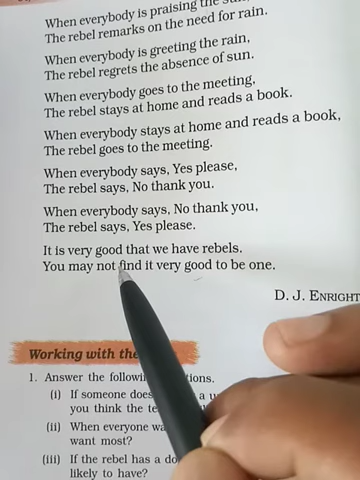 When everybody is praising the sun,
The rebel remarks on the need for rain.
When everybody is greeting the rain,
The rebel regrets the absence of sun.
When everybody goes to the meeting,
The rebel stays at home and reads a book.
When everybody stays at home and reads a book,
The rebel goes to the meeting.
When everybody says, Yes please,
The rebel says, No thank you.
When everybody says, No thank you,
The rebel says, Yes please.
It is very good that we have rebels.
You may not find it very good to be one.
D. J. ENRIGHT
Working with the
1. Answer the
(i) If someone does a
you think the
(ii) When everyone
want most?
(iii) If the rebel has a
likely to have?